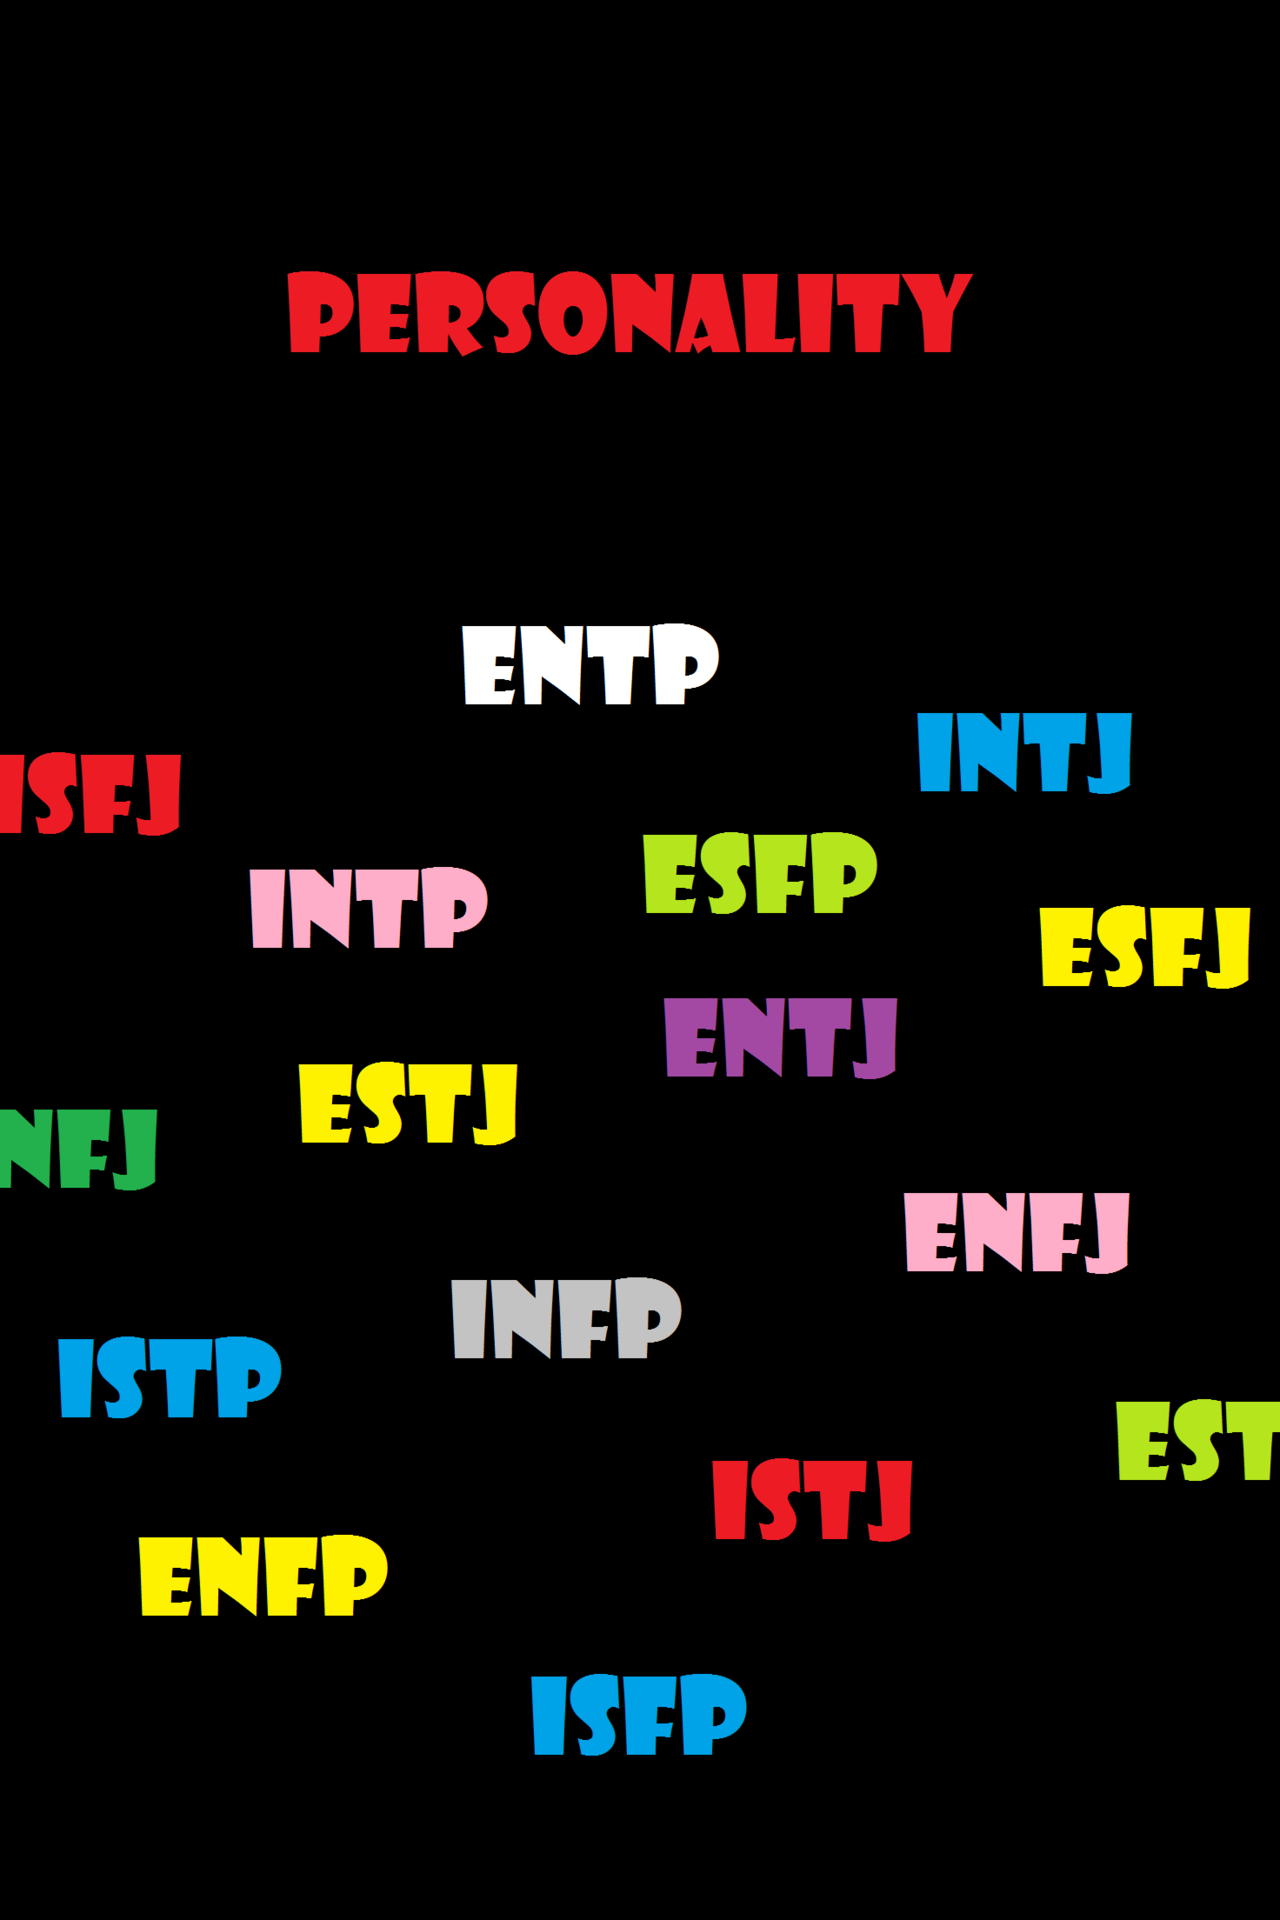 PERSONALITY
ENTP
INTJ
ISFJ
ESFP
INTP
ESFJ
ENTJ
ESTJ
NFJ
ENFJ
INFP
ISTP
EST
ISTJ
ENFP
ISFP